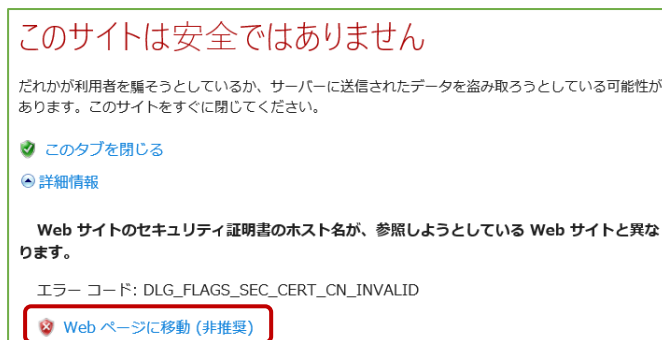 このサイトは安全ではありません
だれかが利用者を騙そうとしているか、サーバーに送信されたデータを盗み取ろうとしている可能性が
あります。このサイトをすぐに閉じてください。
このタブを閉じる
詳細情報
Web サイトのセキュリティ証明書のホスト名が、参照しようとしている Web サイトと異な
ります。
エラー コード: DLG_FLAGS_SEC_CERT_CN_INVALID
Web ページに移動 (非推奨)